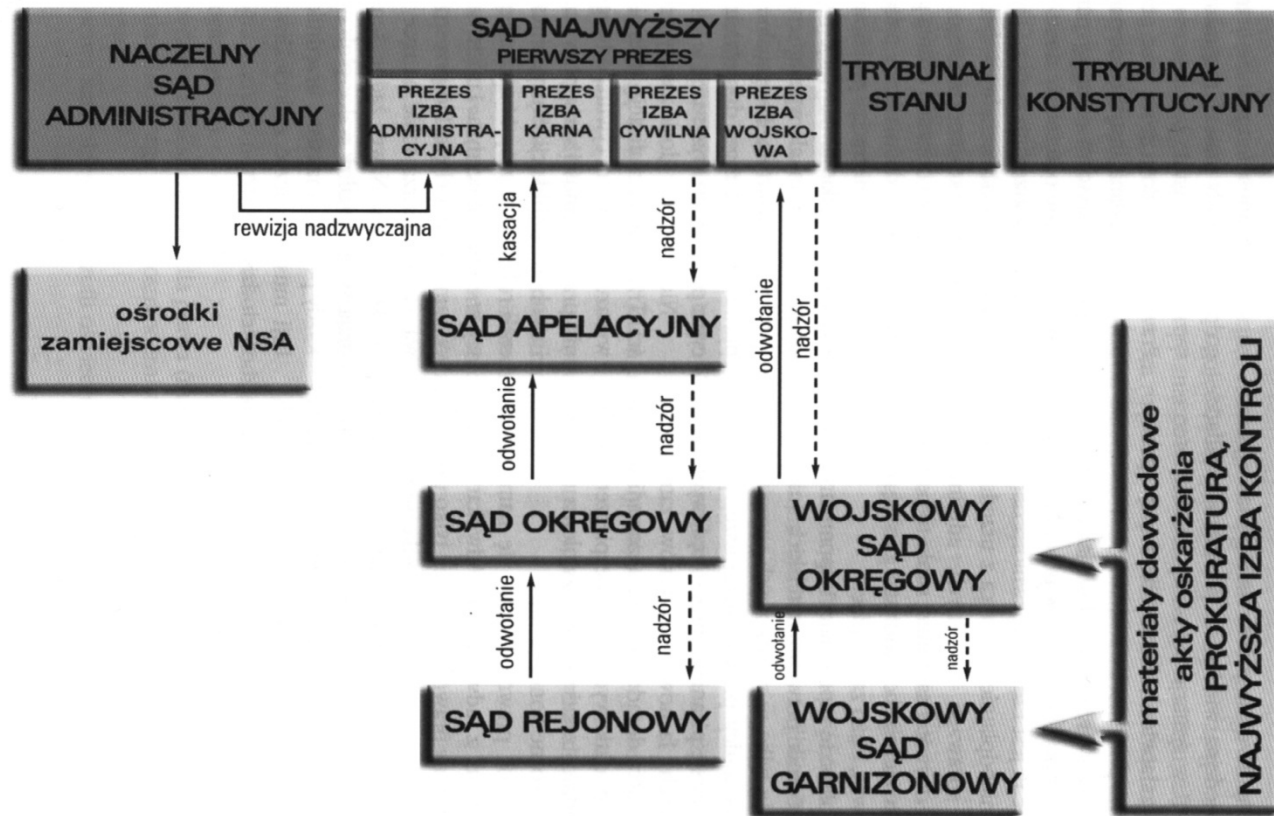 NACZELNY
SĄD
ADMINISTRACYJNY
SĄD NAJWYŻSZY
PIERWSZY PREZES
PREZES
IZBA
ADMINISTRA-
CYJNA
PREZES
IZBA
KARNA
PREZES
IZBA
CYWILNA
PREZES
IZBA
WOJSKO-
WA
TRYBUNAŁ
STANU
TRYBUNAŁ
KONSTYTUCYJNY
rewizja nadzwyczajna
kasacja
nadzór
odwołanie
nadzór
ośrodki
zamiejscowe NSA
SĄD APELACYJNY
odwołanie
nadzór
SĄD OKRĘGOWY
WOJSKOWY
SĄD
OKRĘGOWY
odwołanie
nadzór
odwołanie
nadzór
SĄD REJONOWY
WOJSKOWY
SĄD
GARNIZONOWY
materiały dowodowe
akty oskarżenia
PROKURATURA,
NAJWYŻSZA IZBA KONTROLI